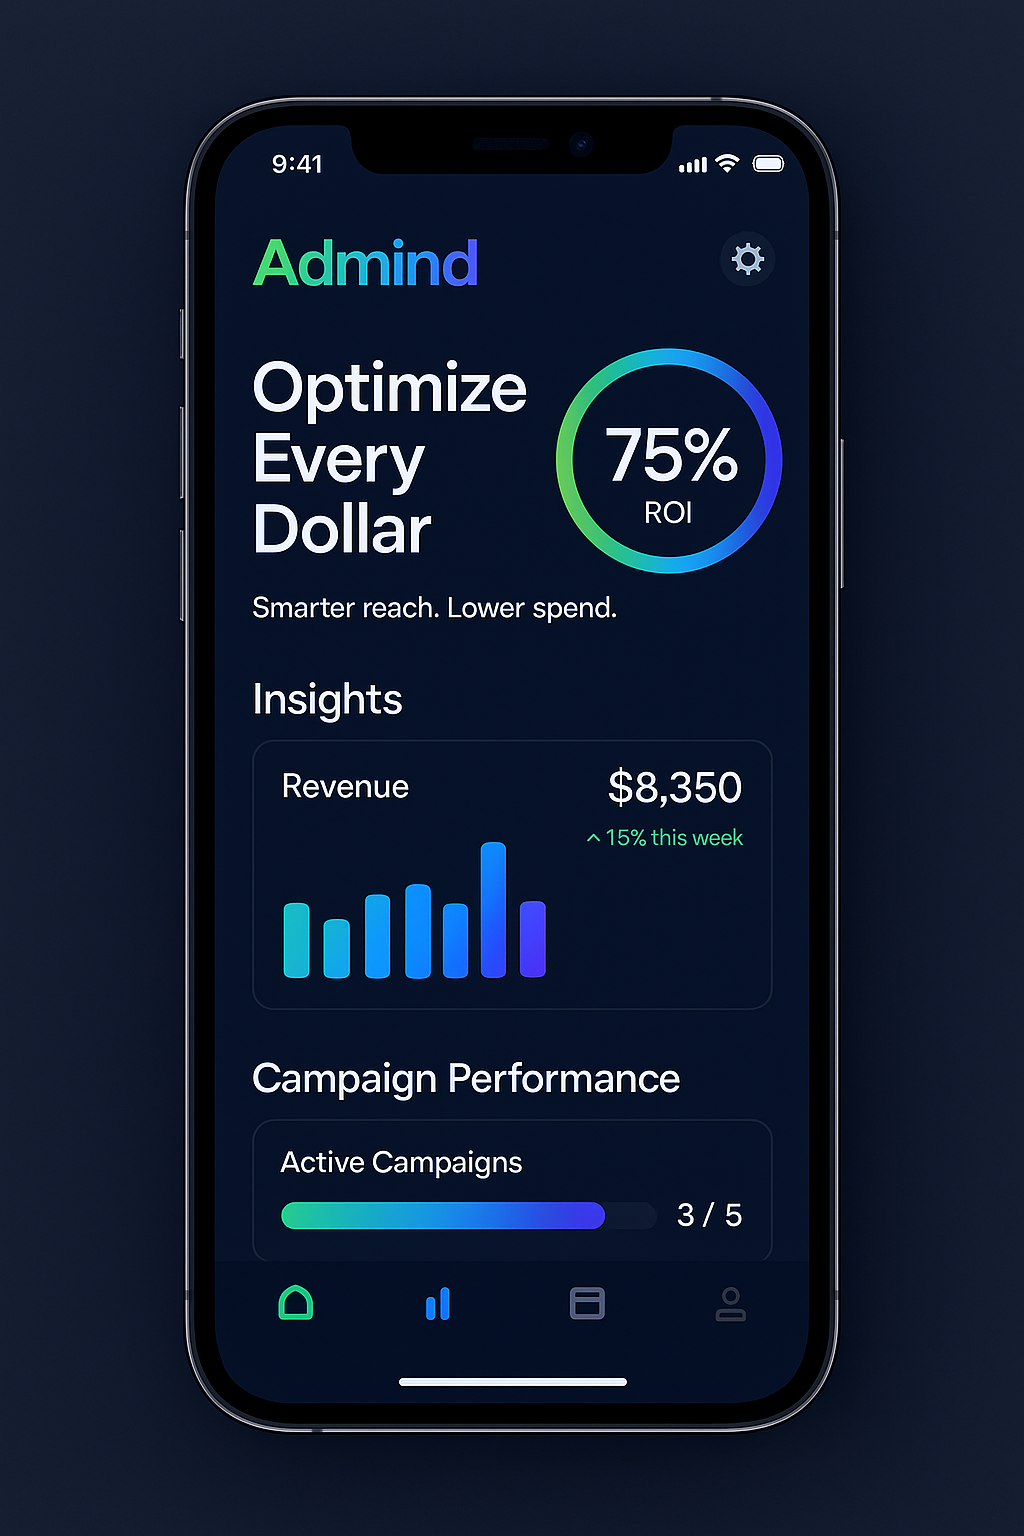 9:41
Admind
Optimize
Every
Dollar
75%
ROI
Smarter reach. Lower spend.
Insights
Revenue
$8,350
^ 15% this week
Campaign Performance
Active Campaigns
3 / 5